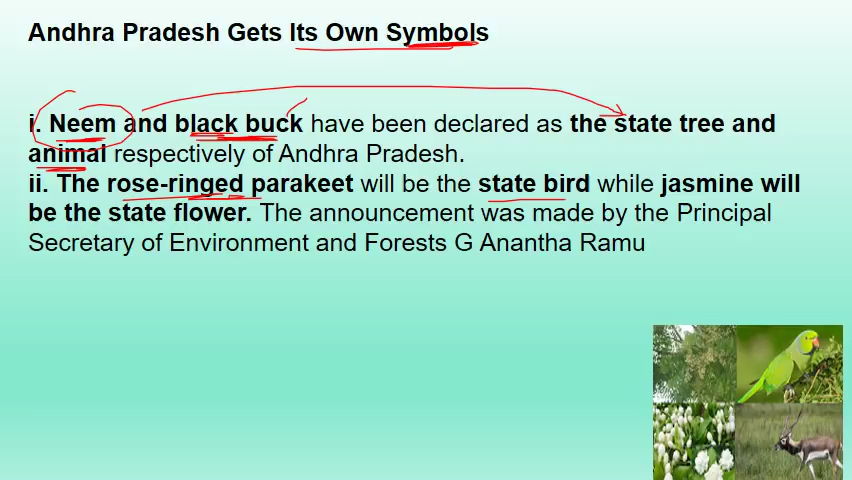 Andhra Pradesh Gets Its Own Symbols
i. Neem and black buck have been declared as the state tree and
animal respectively of Andhra Pradesh.
ii. The rose-ringed parakeet will be the state bird while jasmine will
be the state flower. The announcement was made by the Principal
Secretary of Environment and Forests G Anantha Ramu